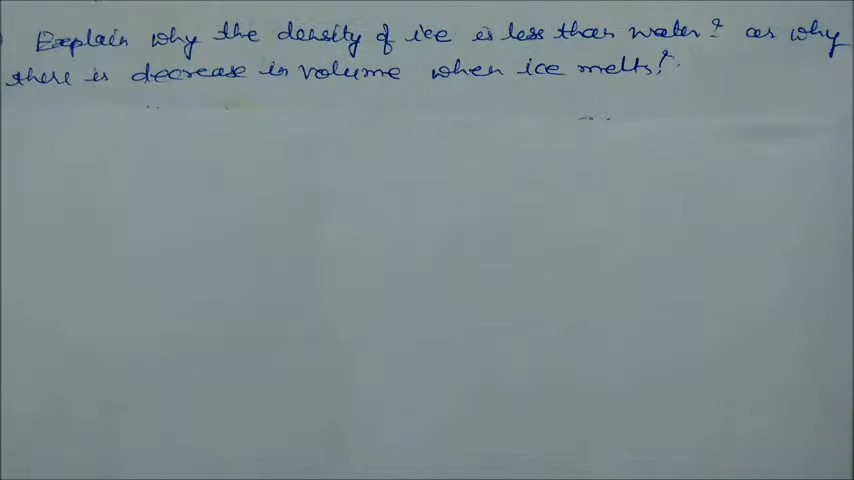 Explain why the density of ice is less than water? or why
there is decrease in volume when ice melts?.